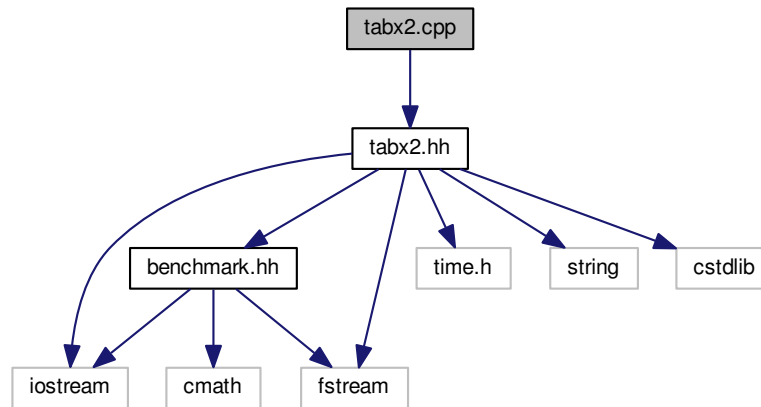 tabx2.cpp
tabx2.hh
benchmark.hh
time.h
string
cstdlib
iostream
cmath
fstream